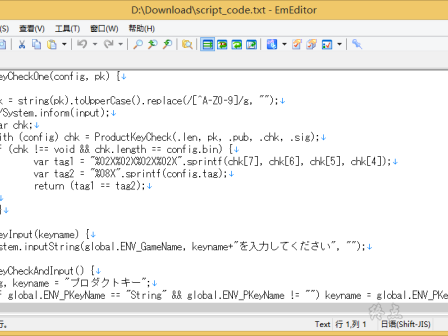 D:\Download\script_code.txt - EmEditor
(S) 查看(V) 工具(T) 窗口(W) 帮助(H)
eyCheckOne(config, pk) {↓
k = string(pk).toUpperCase().replace(/[^A-Z0-9]/g, "");↓
/System.inform(input);↓
ar chk;↓
ith (config) chk = ProductKeyCheck(.len, pk, .pub, .chk, .sig);↓
f (chk !== void && chk.length == config.bin) {↓
var tag1 = "%02X%02X%02X%02X".sprintf(chk[7], chk[6], chk[5], chk[4]);↓
var tag2 = "%08X".sprintf(config.tag);↓
return (tag1 == tag2);↓
↓
↓
eyInput(keyname) {↓
stem.inputString(global.ENV_GameName, keyname+"を入力してください", "");↓
eyCheckAndInput() {↓
g, keyname = "プロダクトキー";↓
f global.ENV_PKeyName == "String" && global.ENV_PKeyName != "") keyname = global.ENV_PKey
行。 Text 行 1,列 1 日语(Shift-JIS)